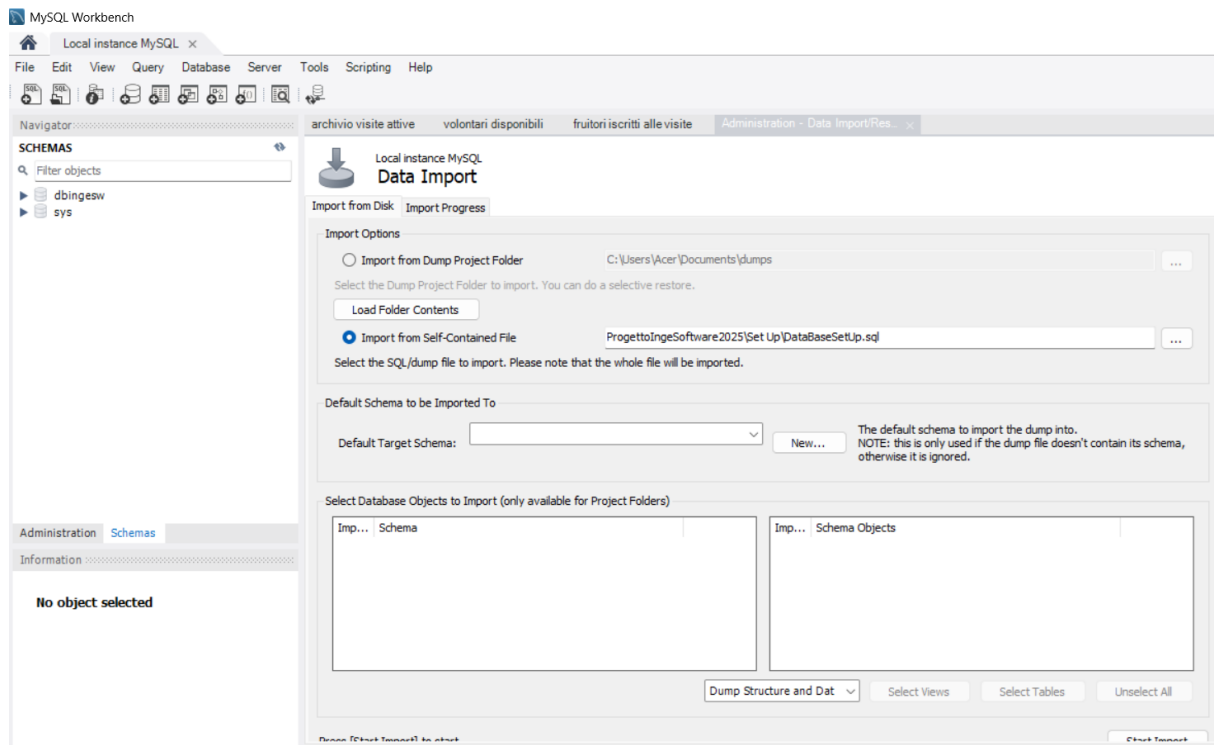 MySQL Workbench
Local instance MySQL
File Edit View Query Database Server Tools Scripting Help
Navigator
SCHEMAS
Filter objects
dbingesw
sys
Administration Schemas
Information
No object selected
archivio visite attive volontari disponibili fruitori iscritti alle visite Administration - Data Import/Res...
Local instance MySQL
Data Import
Import from Disk Import Progress
Import Options
Import from Dump Project Folder C:\Users\Acer\Documents\dumps ...
Select the Dump Project Folder to import. You can do a selective restore.
Load Folder Contents
Import from Self-Contained File ProgettoIngeSoftware2025\Set Up\DataBaseSetUp.sql ...
Select the SQL/dump file to import. Please note that the whole file will be imported.
Default Schema to be Imported To
Default Target Schema: New...
The default schema to import the dump into.
NOTE: this is only used if the dump file doesn't contain its schema,
otherwise it is ignored.
Select Database Objects to Import (only available for Project Folders)
Imp... Schema Imp... Schema Objects
Dump Structure and Dat Select Views Select Tables Unselect All
Press [Start Import] to start... Start Import